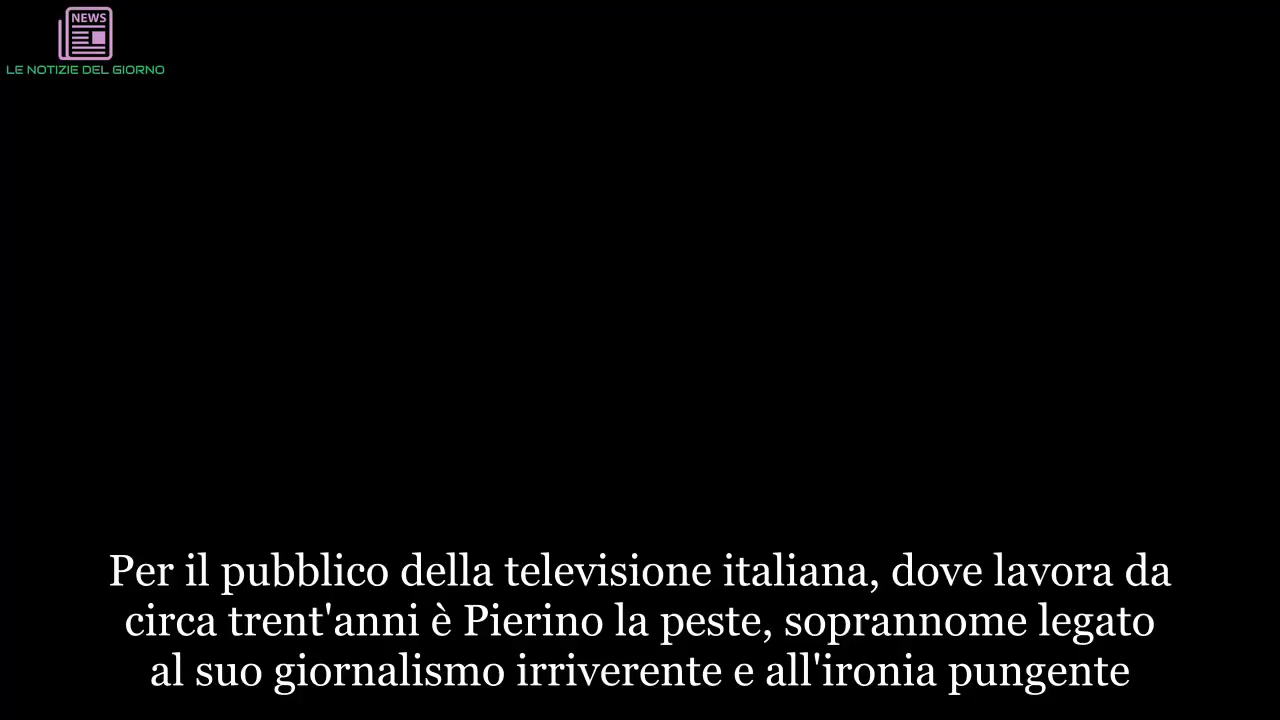 NEWS
LE NOTIZIE DEL GIORNO
Per il pubblico della televisione italiana, dove lavora da
circa trent'anni è Pierino la peste, soprannome legato
al suo giornalismo irriverente e all'ironia pungente